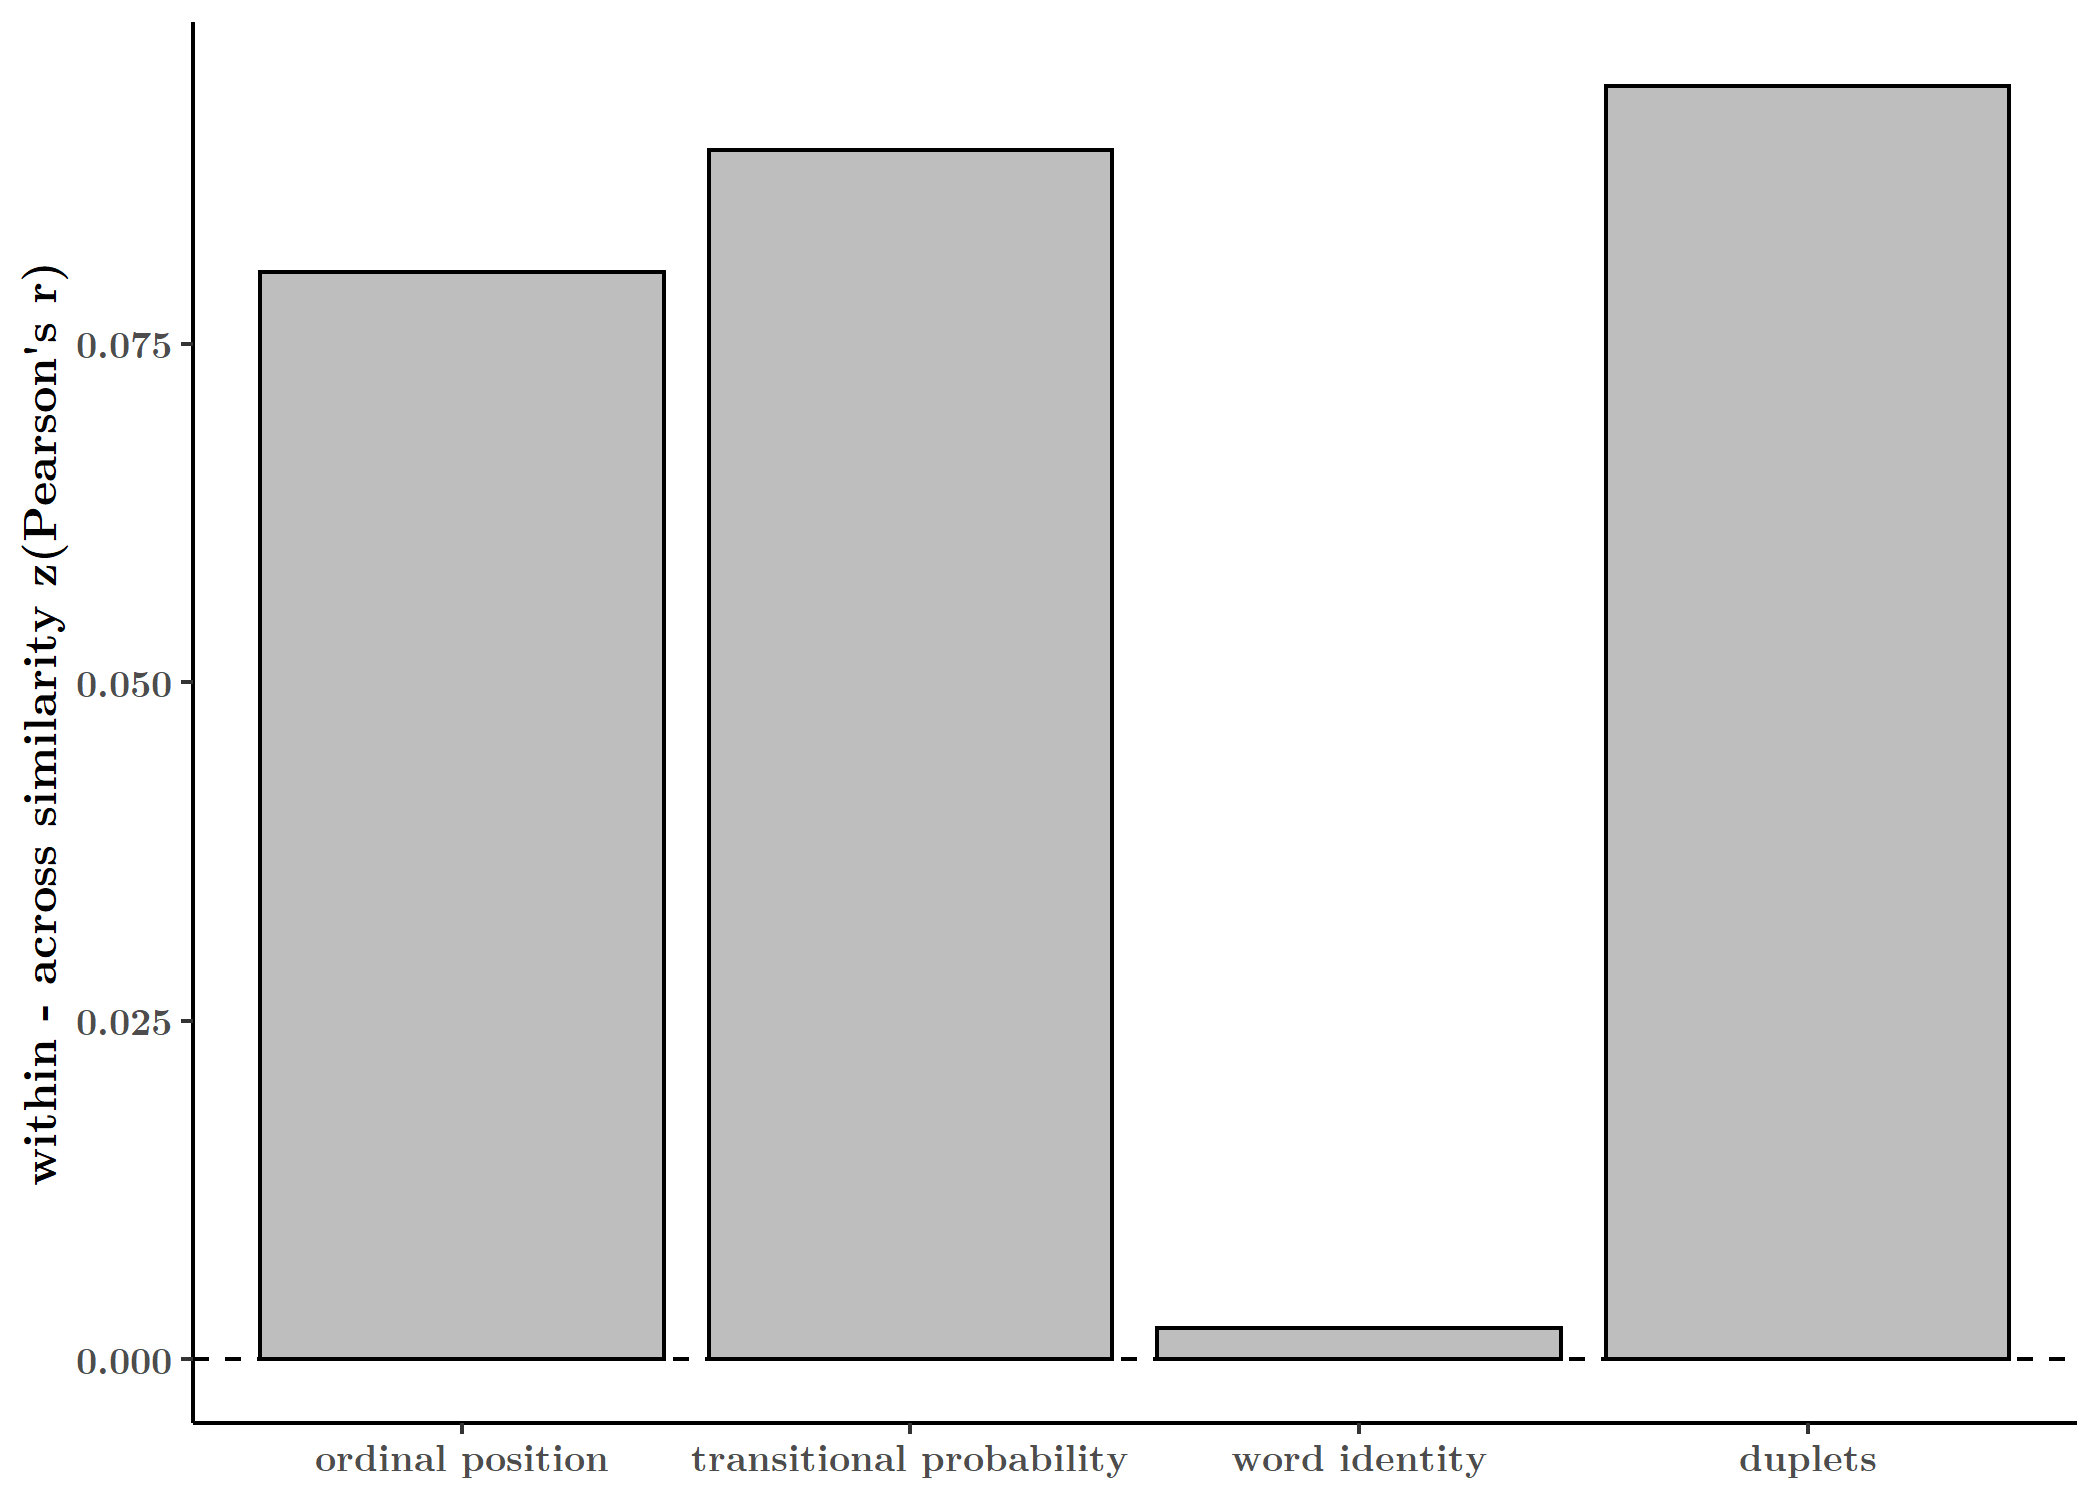 within - across similarity z(Pearson's r)
0.075
0.050
0.025
0.000
ordinal position transitional probability word identity duplets